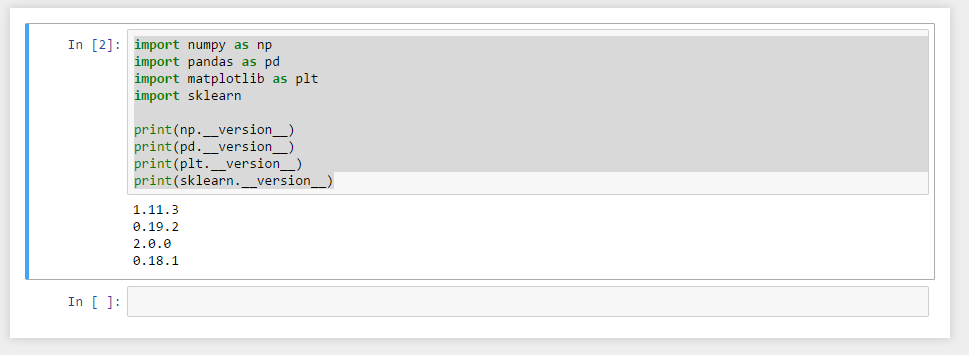 In [2]:
import numpy as np
import pandas as pd
import matplotlib as plt
import sklearn
print(np.__version__)
print(pd.__version__)
print(plt.__version__)
print(sklearn.__version__)
1.11.3
0.19.2
2.0.0
0.18.1
In [ ]: